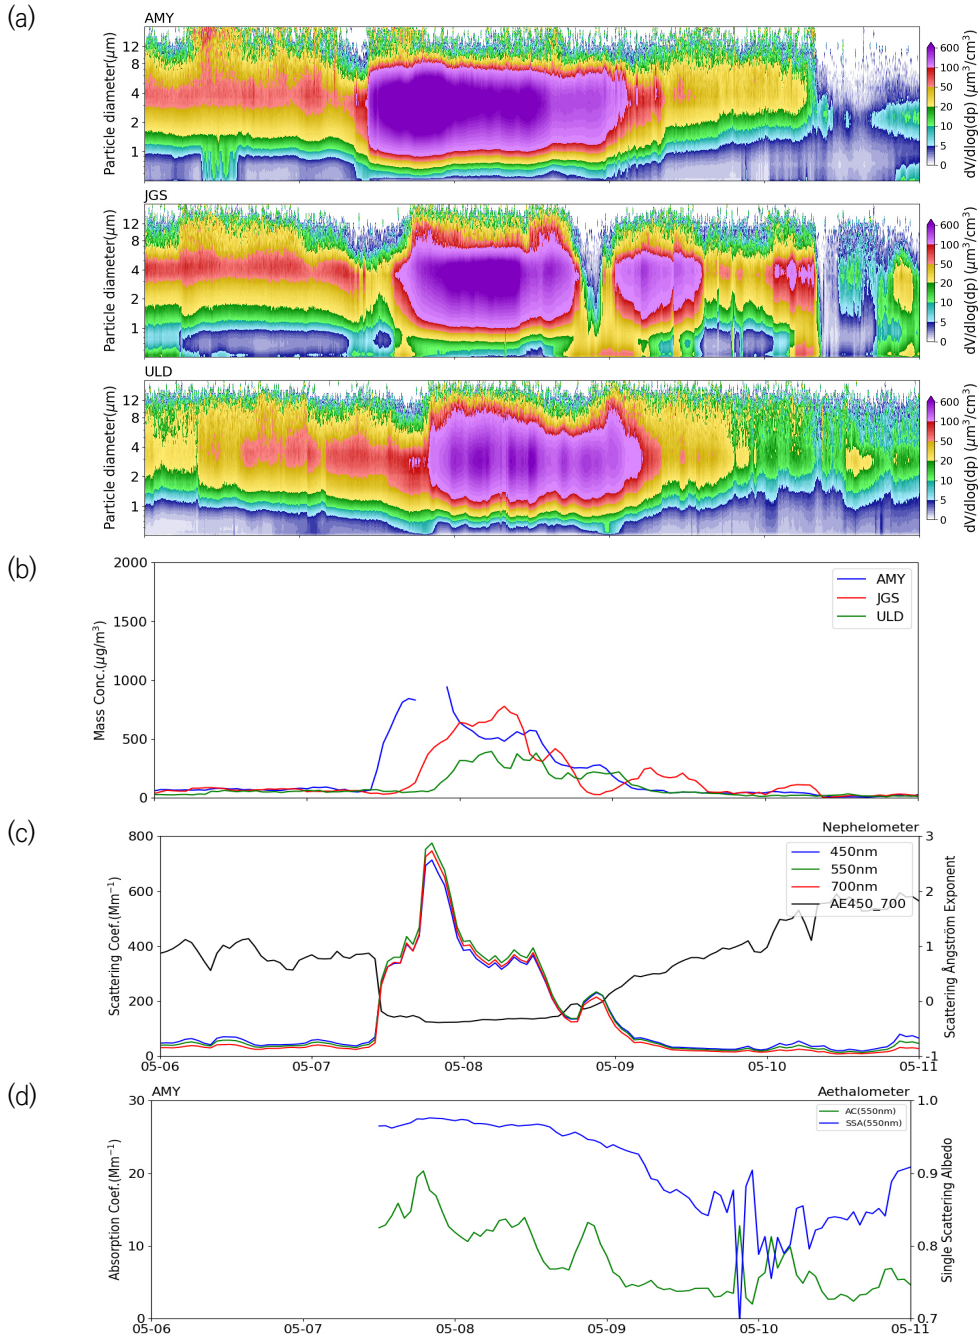 (a)
AMY
Particle diameter(μm)
12
8
4
2
1
600
100
50
20
10
5
0
dV/dlog(dp) (μm³/cm³)
JGS
Particle diameter(μm)
12
8
4
2
1
600
100
50
20
10
5
0
dV/dlog(dp) (μm³/cm³)
ULD
Particle diameter(μm)
12
8
4
2
1
600
100
50
20
10
5
0
dV/dlog(dp) (μm³/cm³)
(b)
Mass Conc.(μg/m³)
2000
1500
1000
500
0
AMY
JGS
ULD
(c)
Nephelometer
Scattering Coef.(Mm⁻¹)
800
600
400
200
0
450nm
550nm
700nm
AE450_700
3
2
1
0
-1
Scattering Ångström Exponent
05-06 05-07 05-08 05-09 05-10 05-11
(d)
AMY Aethalometer
Absorption Coef.(Mm⁻¹)
30
20
10
0
AC(550nm)
SSA(550nm)
1.0
0.9
0.8
0.7
Single Scattering Albedo
05-06 05-07 05-08 05-09 05-10 05-11